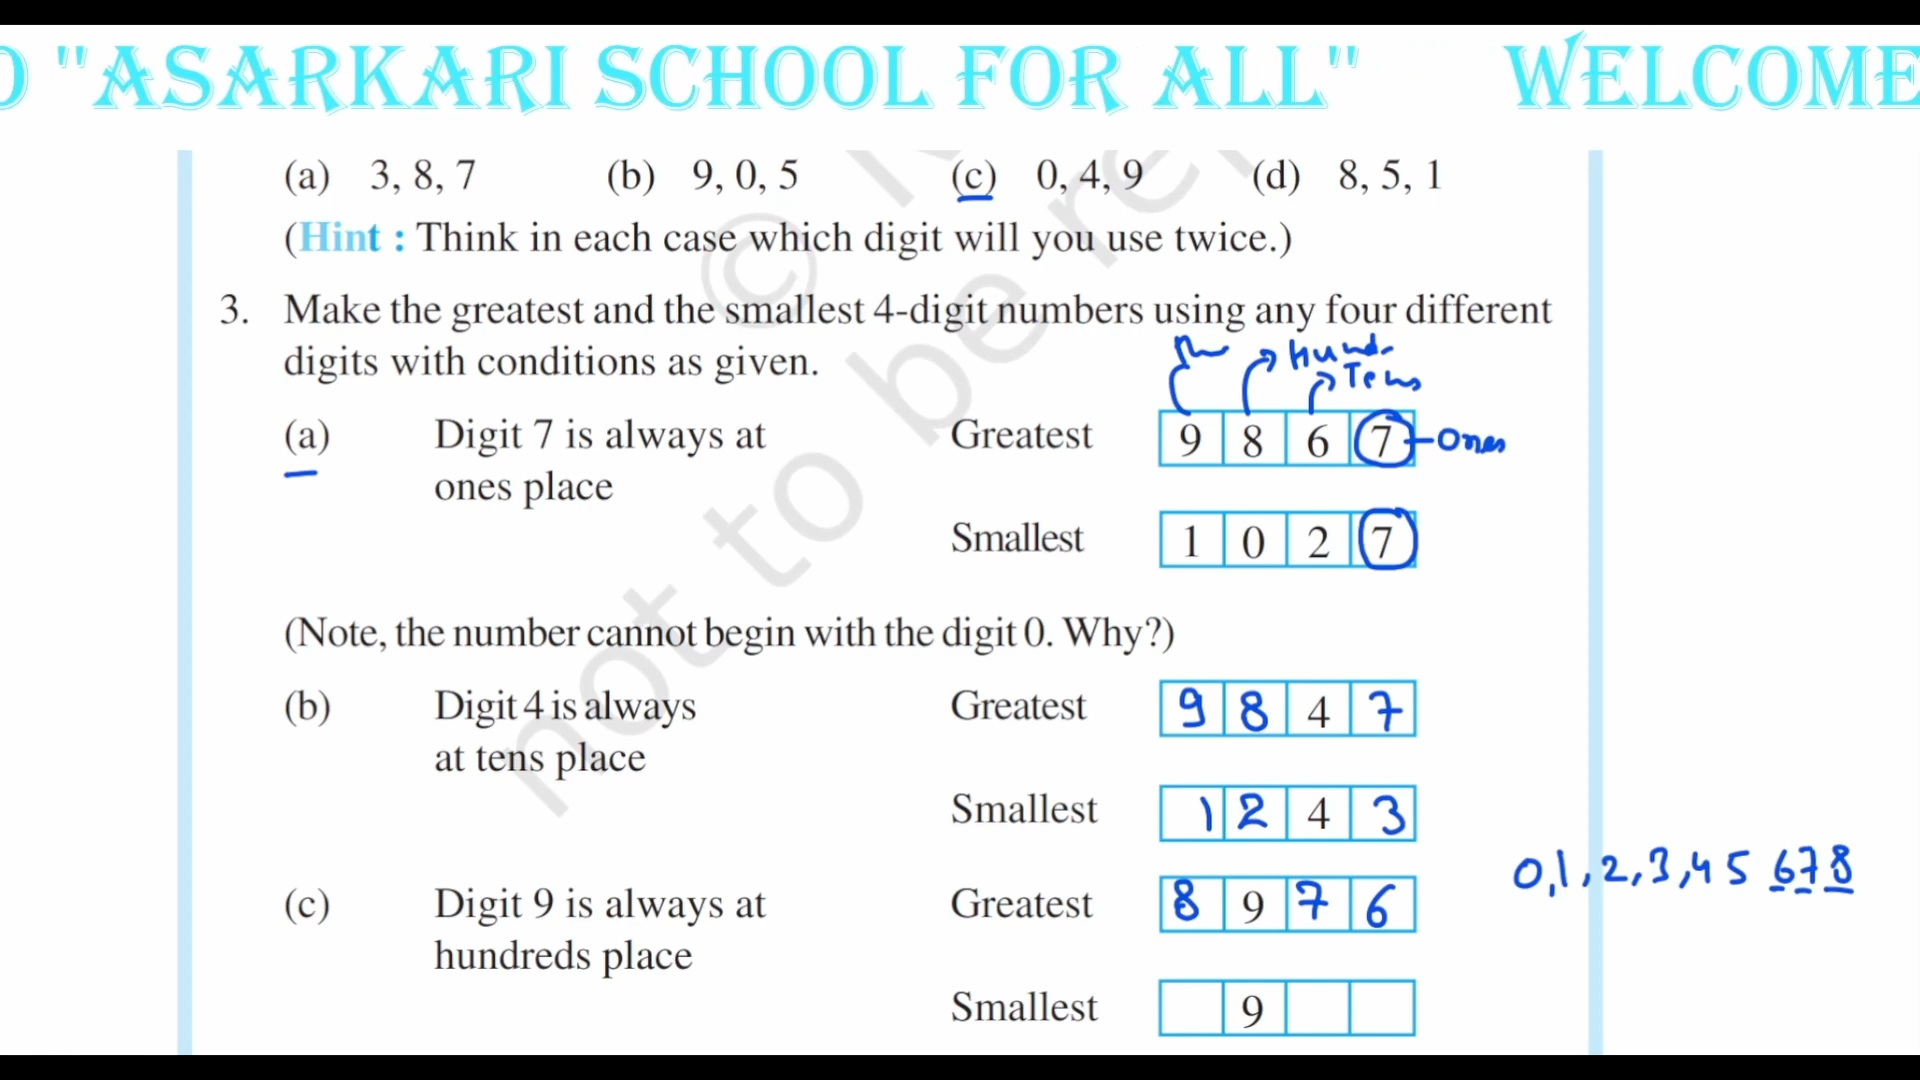 O "ASARKARI SCHOOL FOR ALL" WELCOME
(a) 3, 8, 7 (b) 9, 0, 5 (c) 0, 4, 9 (d) 8, 5, 1
(Hint : Think in each case which digit will you use twice.)
3. Make the greatest and the smallest 4-digit numbers using any four different
digits with conditions as given.
Hund.
Tens
(a) Digit 7 is always at Greatest 9 8 6 7 Ones
ones place
Smallest 1 0 2 7
(Note, the number cannot begin with the digit 0. Why?)
(b) Digit 4 is always Greatest 9 8 4 7
at tens place
Smallest 1 2 4 3
0,1,2,3,4 5 6 7 8
(c) Digit 9 is always at Greatest 8 9 7 6
hundreds place
Smallest 9
© 
not to be re